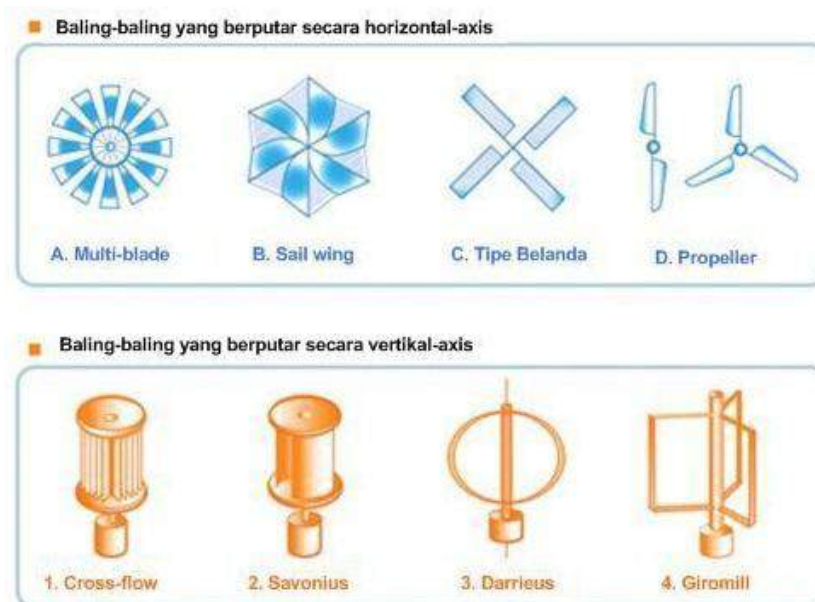 Baling-baling yang berputar secara horizontal-axis
A. Multi-blade
B. Sail wing
C. Tipe Belanda
D. Propeller
Baling-baling yang berputar secara vertikal-axis
1. Cross-flow
2. Savonius
3. Darrieus
4. Giromill